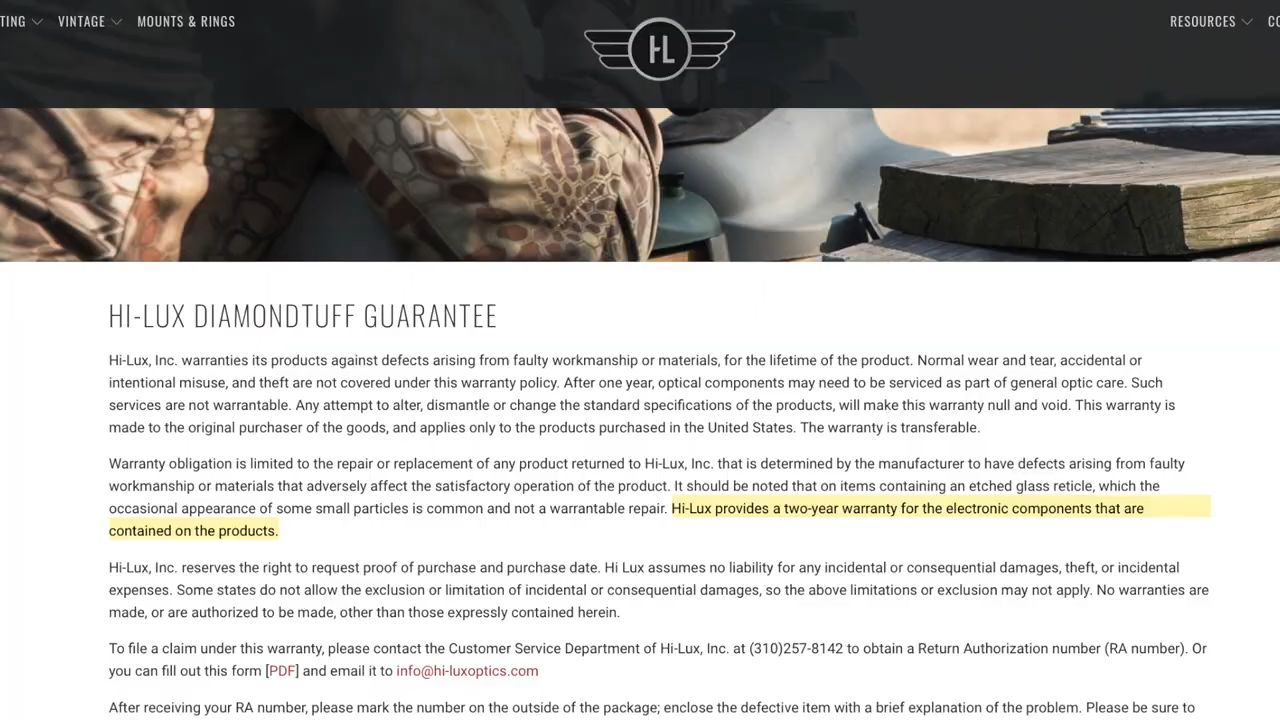 TING VINTAGE MOUNTS & RINGS HL RESOURCES CO
HI-LUX DIAMONDTUFF GUARANTEE
Hi-Lux, Inc. warranties its products against defects arising from faulty workmanship or materials, for the lifetime of the product. Normal wear and tear, accidental or
intentional misuse, and theft are not covered under this warranty policy. After one year, optical components may need to be serviced as part of general optic care. Such
services are not warrantable. Any attempt to alter, dismantle or change the standard specifications of the products, will make this warranty null and void. This warranty is
made to the original purchaser of the goods, and applies only to the products purchased in the United States. The warranty is transferable.
Warranty obligation is limited to the repair or replacement of any product returned to Hi-Lux, Inc. that is determined by the manufacturer to have defects arising from faulty
workmanship or materials that adversely affect the satisfactory operation of the product. It should be noted that on items containing an etched glass reticle, which the
occasional appearance of some small particles is common and not a warrantable repair. Hi-Lux provides a two-year warranty for the electronic components that are
contained on the products.
Hi-Lux, Inc. reserves the right to request proof of purchase and purchase date. Hi Lux assumes no liability for any incidental or consequential damages, theft, or incidental
expenses. Some states do not allow the exclusion or limitation of incidental or consequential damages, so the above limitations or exclusion may not apply. No warranties are
made, or are authorized to be made, other than those expressly contained herein.
To file a claim under this warranty, please contact the Customer Service Department of Hi-Lux, Inc. at (310)257-8142 to obtain a Return Authorization number (RA number). Or
you can fill out this form [PDF] and email it to info@hi-luxoptics.com
After receiving your RA number, please mark the number on the outside of the package; enclose the defective item with a brief explanation of the problem. Please be sure to